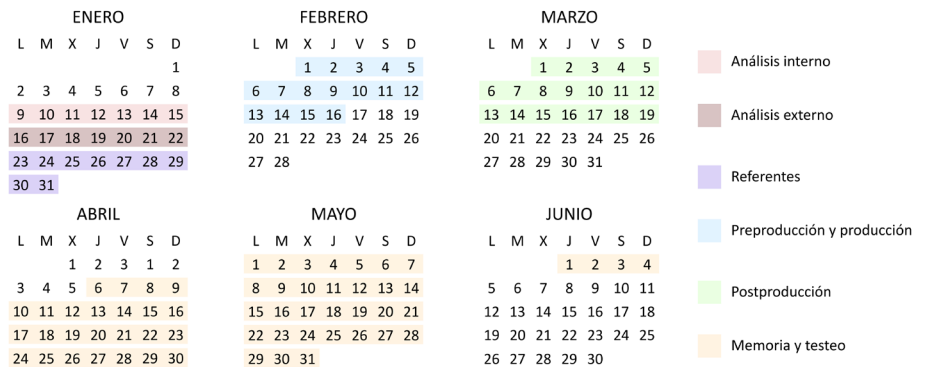 ENERO
L M X J V S D
1
2 3 4 5 6 7 8
9 10 11 12 13 14 15
16 17 18 19 20 21 22
23 24 25 26 27 28 29
30 31
FEBRERO
L M X J V S D
1 2 3 4 5
6 7 8 9 10 11 12
13 14 15 16 17 18 19
20 21 22 23 24 25 26
27 28
MARZO
L M X J V S D
1 2 3 4 5
6 7 8 9 10 11 12
13 14 15 16 17 18 19
20 21 22 23 24 25 26
27 28 29 30 31
ABRIL
L M X J V S D
1 2 3 1 2
3 4 5 6 7 8 9
10 11 12 13 14 15 16
17 18 19 20 21 22 23
24 25 26 27 28 29 30
MAYO
L M X J V S D
1 2 3 4 5 6 7
8 9 10 11 12 13 14
15 16 17 18 19 20 21
22 23 24 25 26 27 28
29 30 31
JUNIO
L M X J V S D
1 2 3 4
5 6 7 8 9 10 11
12 13 14 15 16 17 18
19 20 21 22 23 24 25
26 27 28 29 30
Análisis interno
Análisis externo
Referentes
Preproducción y producción
Postproducción
Memoria y testeo